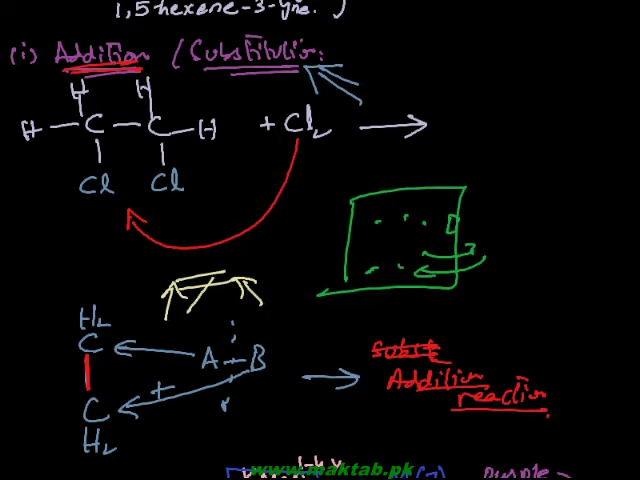 1,5 hexene-3-yne. )
(i) Addition / Substitution:
H H
H — C — C — H + Cl₂ →
Cl Cl
H₂
C A + B
+
C
H₂
Subst
Addition
reaction
www.maktab.pk